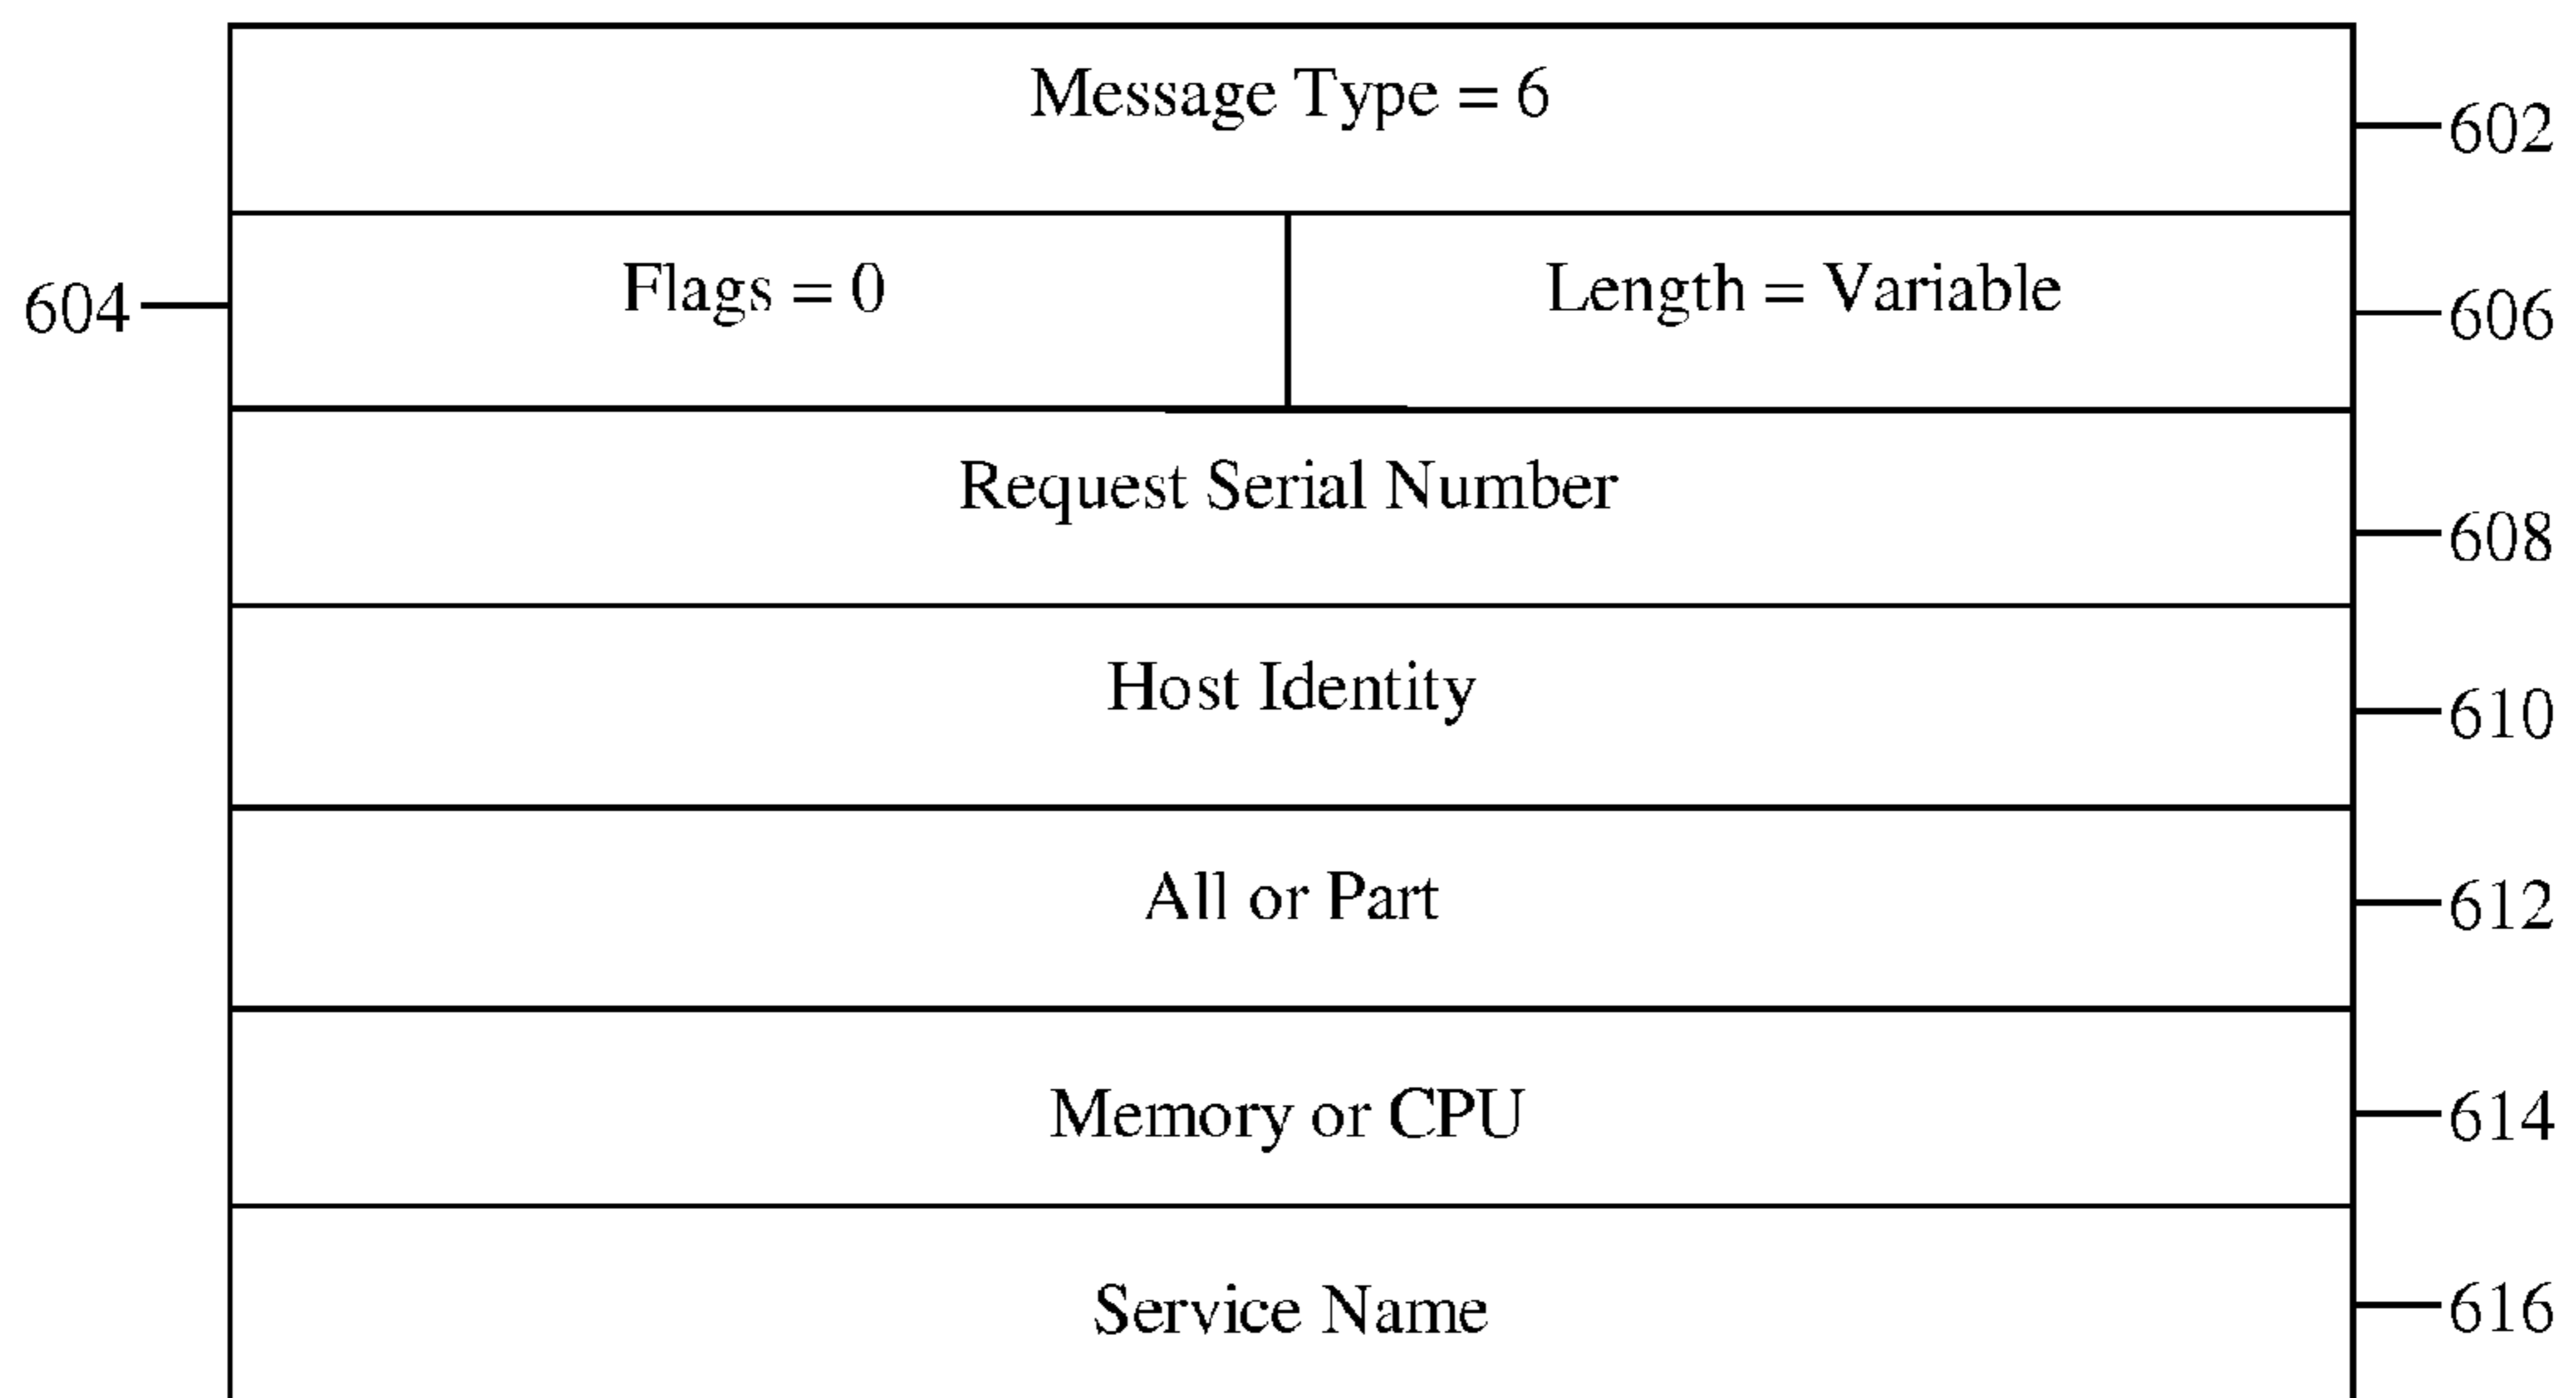 Message Type = 6
602
604
Flags = 0
Length = Variable
606
Request Serial Number
608
Host Identity
610
All or Part
612
Memory or CPU
614
Service Name
616